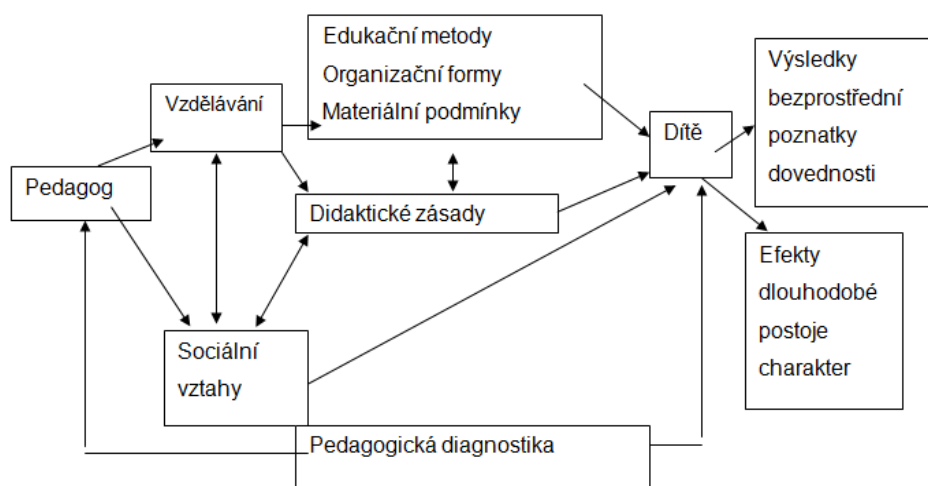 Edukační metody
Organizační formy
Materiální podmínky
Výsledky
bezprostřední
poznatky
dovednosti
Vzdělávání
Dítě
Pedagog
Didaktické zásady
Efekty
dlouhodobé
postoje
charakter
Sociální
vztahy
Pedagogická diagnostika